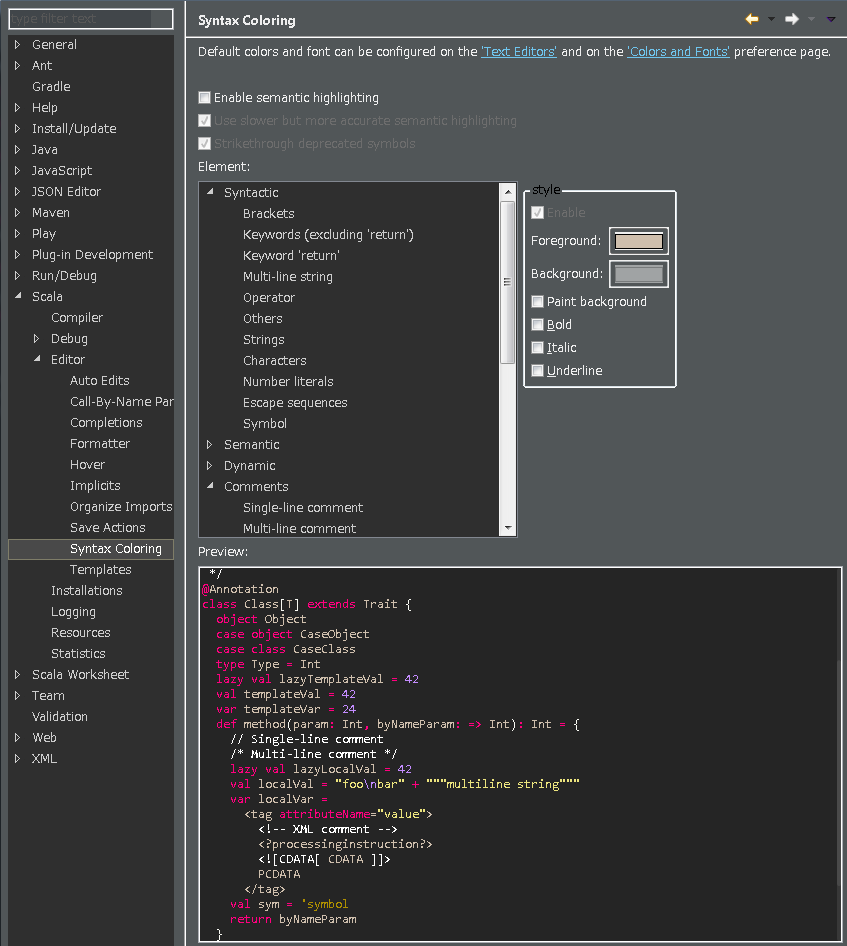 type filter text
General
Ant
Gradle
Help
Install/Update
Java
JavaScript
JSON Editor
Maven
Play
Plug-in Development
Run/Debug
Scala
Compiler
Debug
Editor
Auto Edits
Call-By-Name Par
Completions
Formatter
Hover
Implicits
Organize Imports
Save Actions
Syntax Coloring
Templates
Installations
Logging
Resources
Statistics
Scala Worksheet
Team
Validation
Web
XML
Syntax Coloring
Default colors and font can be configured on the 'Text Editors' and on the 'Colors and Fonts' preference page.
Enable semantic highlighting
Use slower but more accurate semantic highlighting
Strikethrough deprecated symbols
Element:
Syntactic
Brackets
Keywords (excluding 'return')
Keyword 'return'
Multi-line string
Operator
Others
Strings
Characters
Number literals
Escape sequences
Symbol
Semantic
Dynamic
Comments
Single-line comment
Multi-line comment
style
Enable
Foreground:
Background:
Paint background
Bold
Italic
Underline
Preview:
*/
@Annotation
class Class[T] extends Trait {
object Object
case object CaseObject
case class CaseClass
type Type = Int
lazy val lazyTemplateVal = 42
val templateVal = 42
var templateVar = 24
def method(param: Int, byNameParam: => Int): Int = {
// Single-line comment
/* Multi-line comment */
lazy val lazyLocalVal = 42
val localVal = "foo\nbar" + """multiline string"""
var localVar =
<tag attributeName="value">
<!-- XML comment -->
<?processinginstruction?>
<![CDATA[ CDATA ]]>
PCDATA
</tag>
val sym = 'symbol
return byNameParam
}